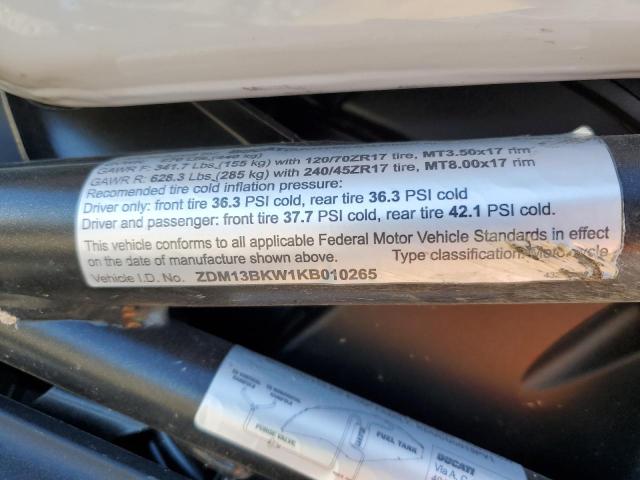 GAWR F: 341.7 Lbs.(155 kg) with 120/70ZR17 tire, MT3.50x17 rim
GAWR R: 628.3 Lbs.(285 kg) with 240/45ZR17 tire, MT8.00x17 rim
Recomended tire cold inflation pressure:
Driver only: front tire 36.3 PSI cold, rear tire 36.3 PSI cold
Driver and passenger: front tire 37.7 PSI cold, rear tire 42.1 PSI cold.
This vehicle conforms to all applicable Federal Motor Vehicle Standards in effect
on the date of manufacture shown above. Type classification: Motorcycle
Vehicle I.D. No. ZDM13BKW1KB010265
PURGE VALVE
FUEL TANK
DUCATI
Via A. C